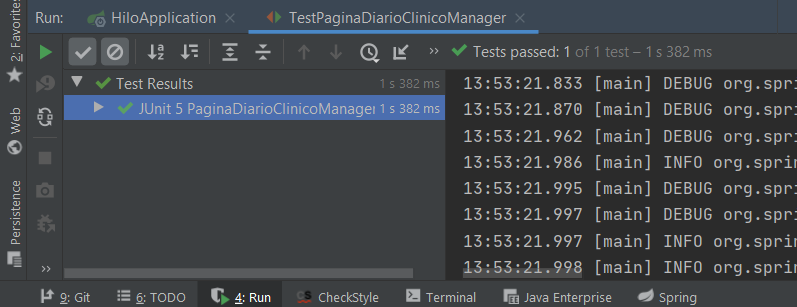 Run: HiloApplication × TestPaginaDiarioClinicoManager ×
2: Favorites
Web
Persistence
» Tests passed: 1 of 1 test – 1 s 382 ms
Test Results 1 s 382 ms
JUnit 5 PaginaDiarioClinicoManager 1 s 382 ms
13:53:21.833 [main] DEBUG org.spri
13:53:21.870 [main] DEBUG org.spri
13:53:21.962 [main] DEBUG org.spri
13:53:21.986 [main] INFO org.sprin
13:53:21.995 [main] DEBUG org.spri
13:53:21.997 [main] DEBUG org.spri
13:53:21.997 [main] INFO org.sprin
13:53:21.998 [main] INFO org.sprin
»
9: Git 6: TODO 4: Run CheckStyle Terminal Java Enterprise Spring